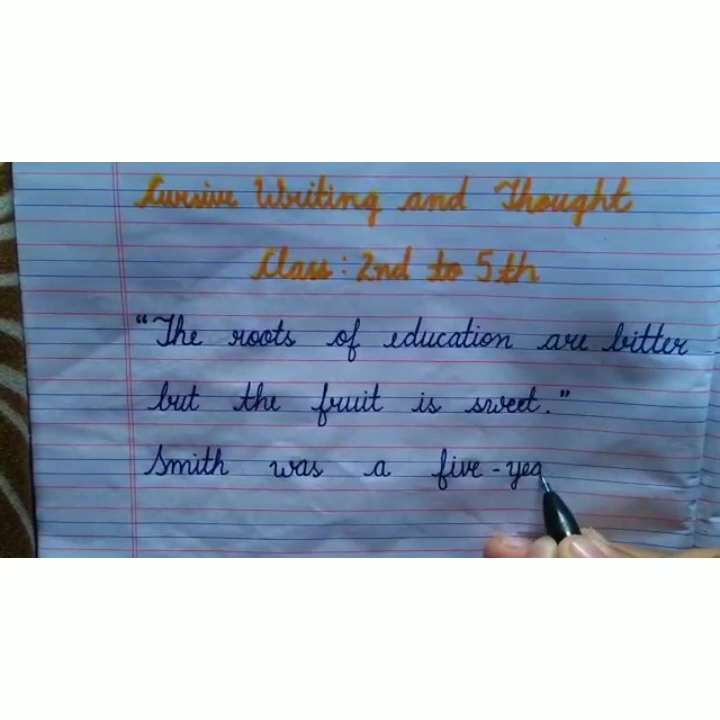 Cursive Writing and Thought
Class : 2nd to 5th
"The roots of education are bitter
but the fruit is sweet."
Smith was a five-yea